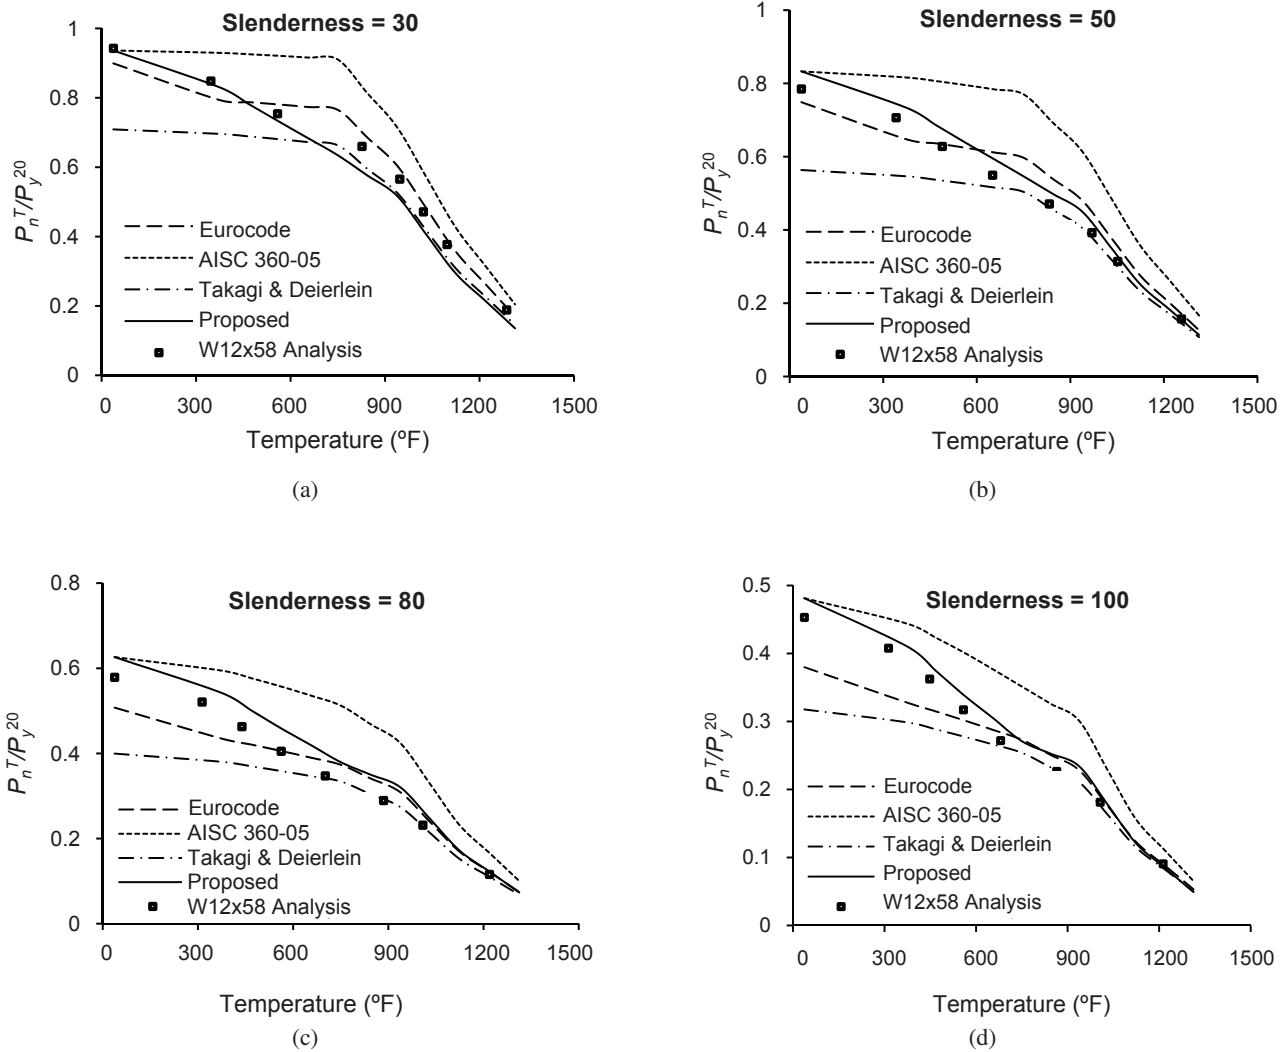 Slenderness = 30
1
0.8
0.6
0.4
0.2
0
P_n^T/P_y^20
Eurocode
AISC 360-05
Takagi & Deierlein
Proposed
W12x58 Analysis
0 300 600 900 1200 1500
Temperature (ºF)
(a)
Slenderness = 50
1
0.8
0.6
0.4
0.2
0
P_n^T/P_y^20
Eurocode
AISC 360-05
Takagi & Deierlein
Proposed
W12x58 Analysis
0 300 600 900 1200 1500
Temperature (ºF)
(b)
Slenderness = 80
0.8
0.6
0.4
0.2
0
P_n^T/P_y^20
Eurocode
AISC 360-05
Takagi & Deierlein
Proposed
W12x58 Analysis
0 300 600 900 1200 1500
Temperature (ºF)
(c)
Slenderness = 100
0.5
0.4
0.3
0.2
0.1
0
P_n^T/P_y^20
Eurocode
AISC 360-05
Takagi & Deierlein
Proposed
W12x58 Analysis
0 300 600 900 1200 1500
Temperature (ºF)
(d)